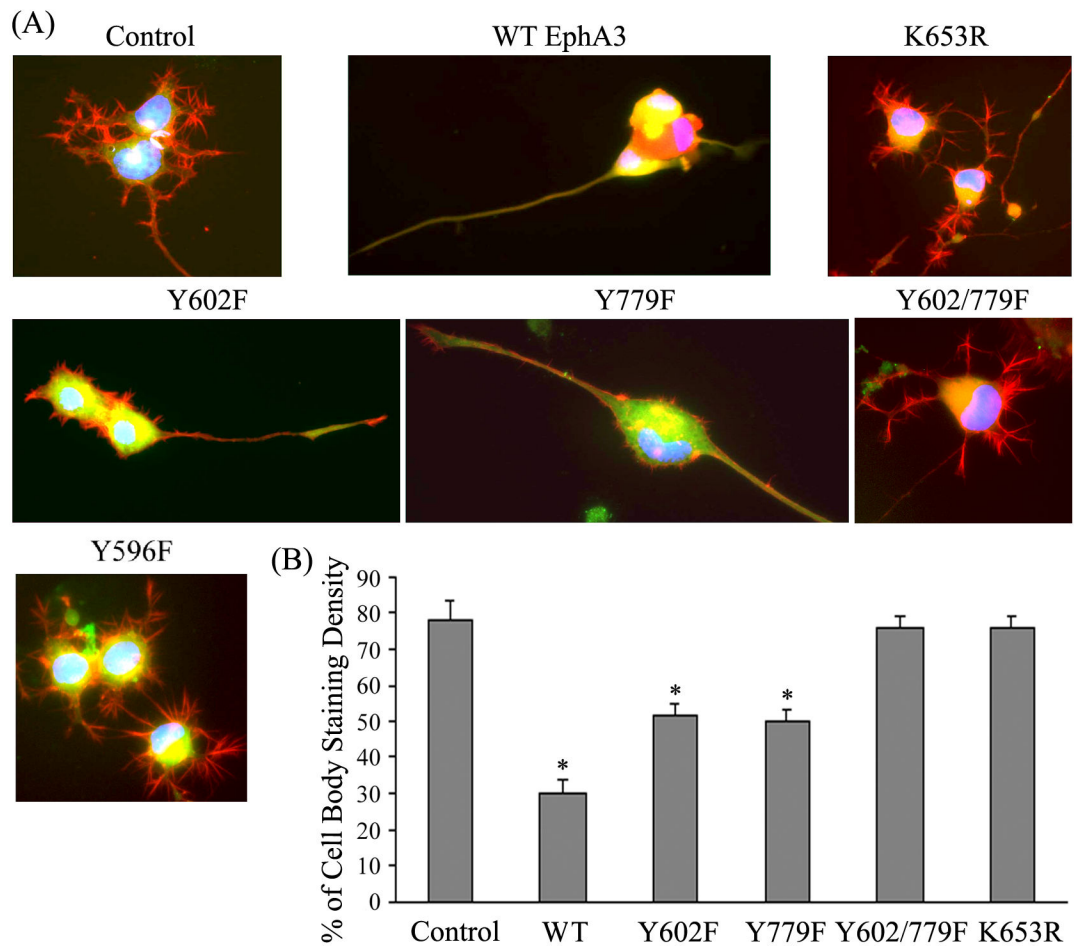 (A)
Control WT EphA3 K653R
Y602F Y779F Y602/779F
Y596F
(B)
% of Cell Body Staining Density
90
80
70
60
50
40
30
20
10
0
* * *
Control WT Y602F Y779F Y602/779F K653R